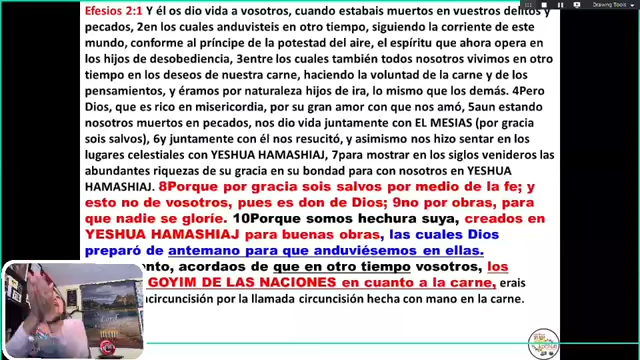 Efesios 2:1 Y él os dio vida a vosotros, cuando estabais muertos en vuestros delitos y
pecados, 2en los cuales anduvisteis en otro tiempo, siguiendo la corriente de este
mundo, conforme al príncipe de la potestad del aire, el espíritu que ahora opera en
los hijos de desobediencia, 3entre los cuales también todos nosotros vivimos en otro
tiempo en los deseos de nuestra carne, haciendo la voluntad de la carne y de los
pensamientos, y éramos por naturaleza hijos de ira, lo mismo que los demás. 4Pero
Dios, que es rico en misericordia, por su gran amor con que nos amó, 5aun estando
nosotros muertos en pecados, nos dio vida juntamente con EL MESIAS (por gracia
sois salvos), 6y juntamente con él nos resucitó, y asimismo nos hizo sentar en los
lugares celestiales con YESHUA HAMASHIAJ, 7para mostrar en los siglos venideros las
abundantes riquezas de su gracia en su bondad para con nosotros en YESHUA
HAMASHIAJ. 8Porque por gracia sois salvos por medio de la fe; y
esto no de vosotros, pues es don de Dios; 9no por obras, para
que nadie se gloríe. 10Porque somos hechura suya, creados en
YESHUA HAMASHIAJ para buenas obras, las cuales Dios
preparó de antemano para que anduviésemos en ellas.
nto, acordaos de que en otro tiempo vosotros, los
GOYIM DE LAS NACIONES en cuanto a la carne, erais
incircuncisión por la llamada circuncisión hecha con mano en la carne.
Drawing Tools